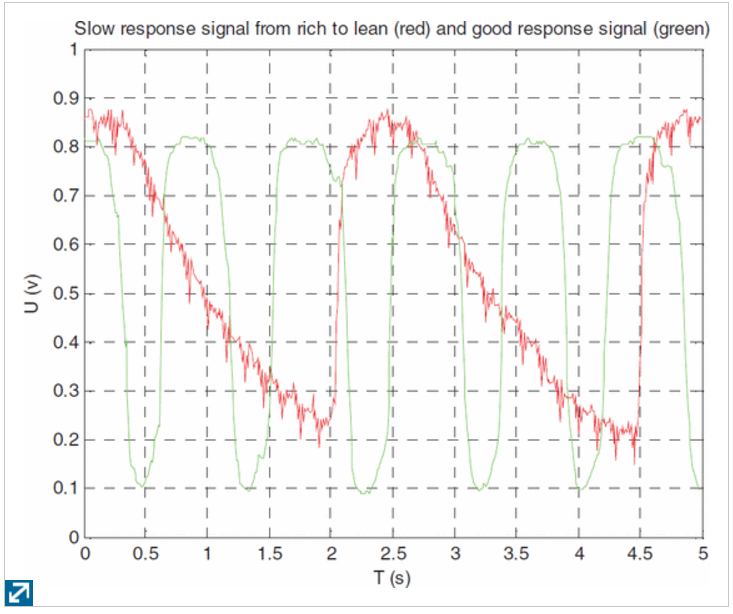 Slow response signal from rich to lean (red) and good response signal (green)
1
0.9
0.8
0.7
0.6
0.5
0.4
0.3
0.2
0.1
0
U (v)
0 0.5 1 1.5 2 2.5 3 3.5 4 4.5 5
T (s)